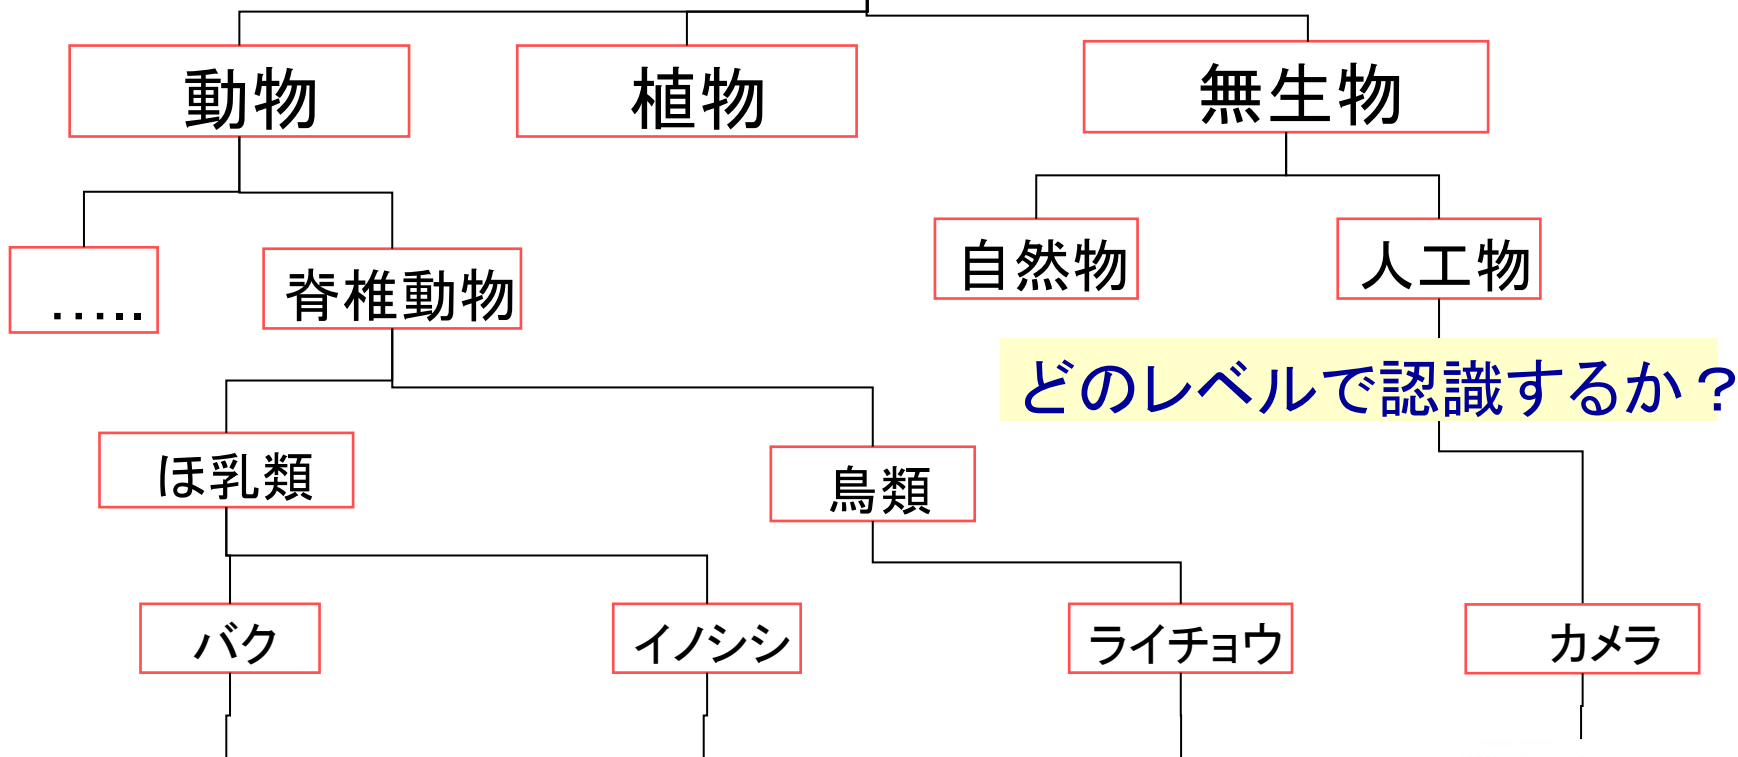 動物
植物
無生物
…..
脊椎動物
自然物
人工物
どのレベルで認識するか？
ほ乳類
鳥類
バク
イノシシ
ライチョウ
カメラ